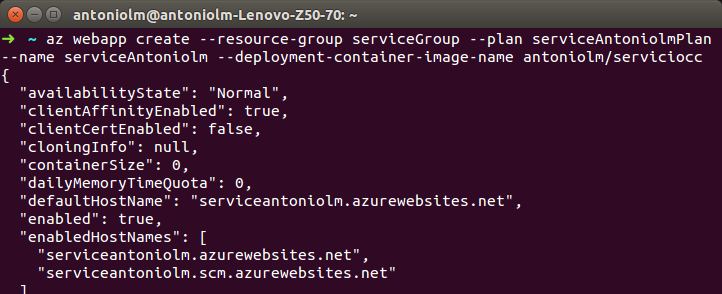 antoniolm@antoniolm-Lenovo-Z50-70: ~
➜ ~ az webapp create --resource-group serviceGroup --plan serviceAntoniolmPlan
--name serviceAntoniolm --deployment-container-image-name antoniolm/serviciocc
{
  "availabilityState": "Normal",
  "clientAffinityEnabled": true,
  "clientCertEnabled": false,
  "cloningInfo": null,
  "containerSize": 0,
  "dailyMemoryTimeQuota": 0,
  "defaultHostName": "serviceantoniolm.azurewebsites.net",
  "enabled": true,
  "enabledHostNames": [
    "serviceantoniolm.azurewebsites.net",
    "serviceantoniolm.scm.azurewebsites.net"
  ]